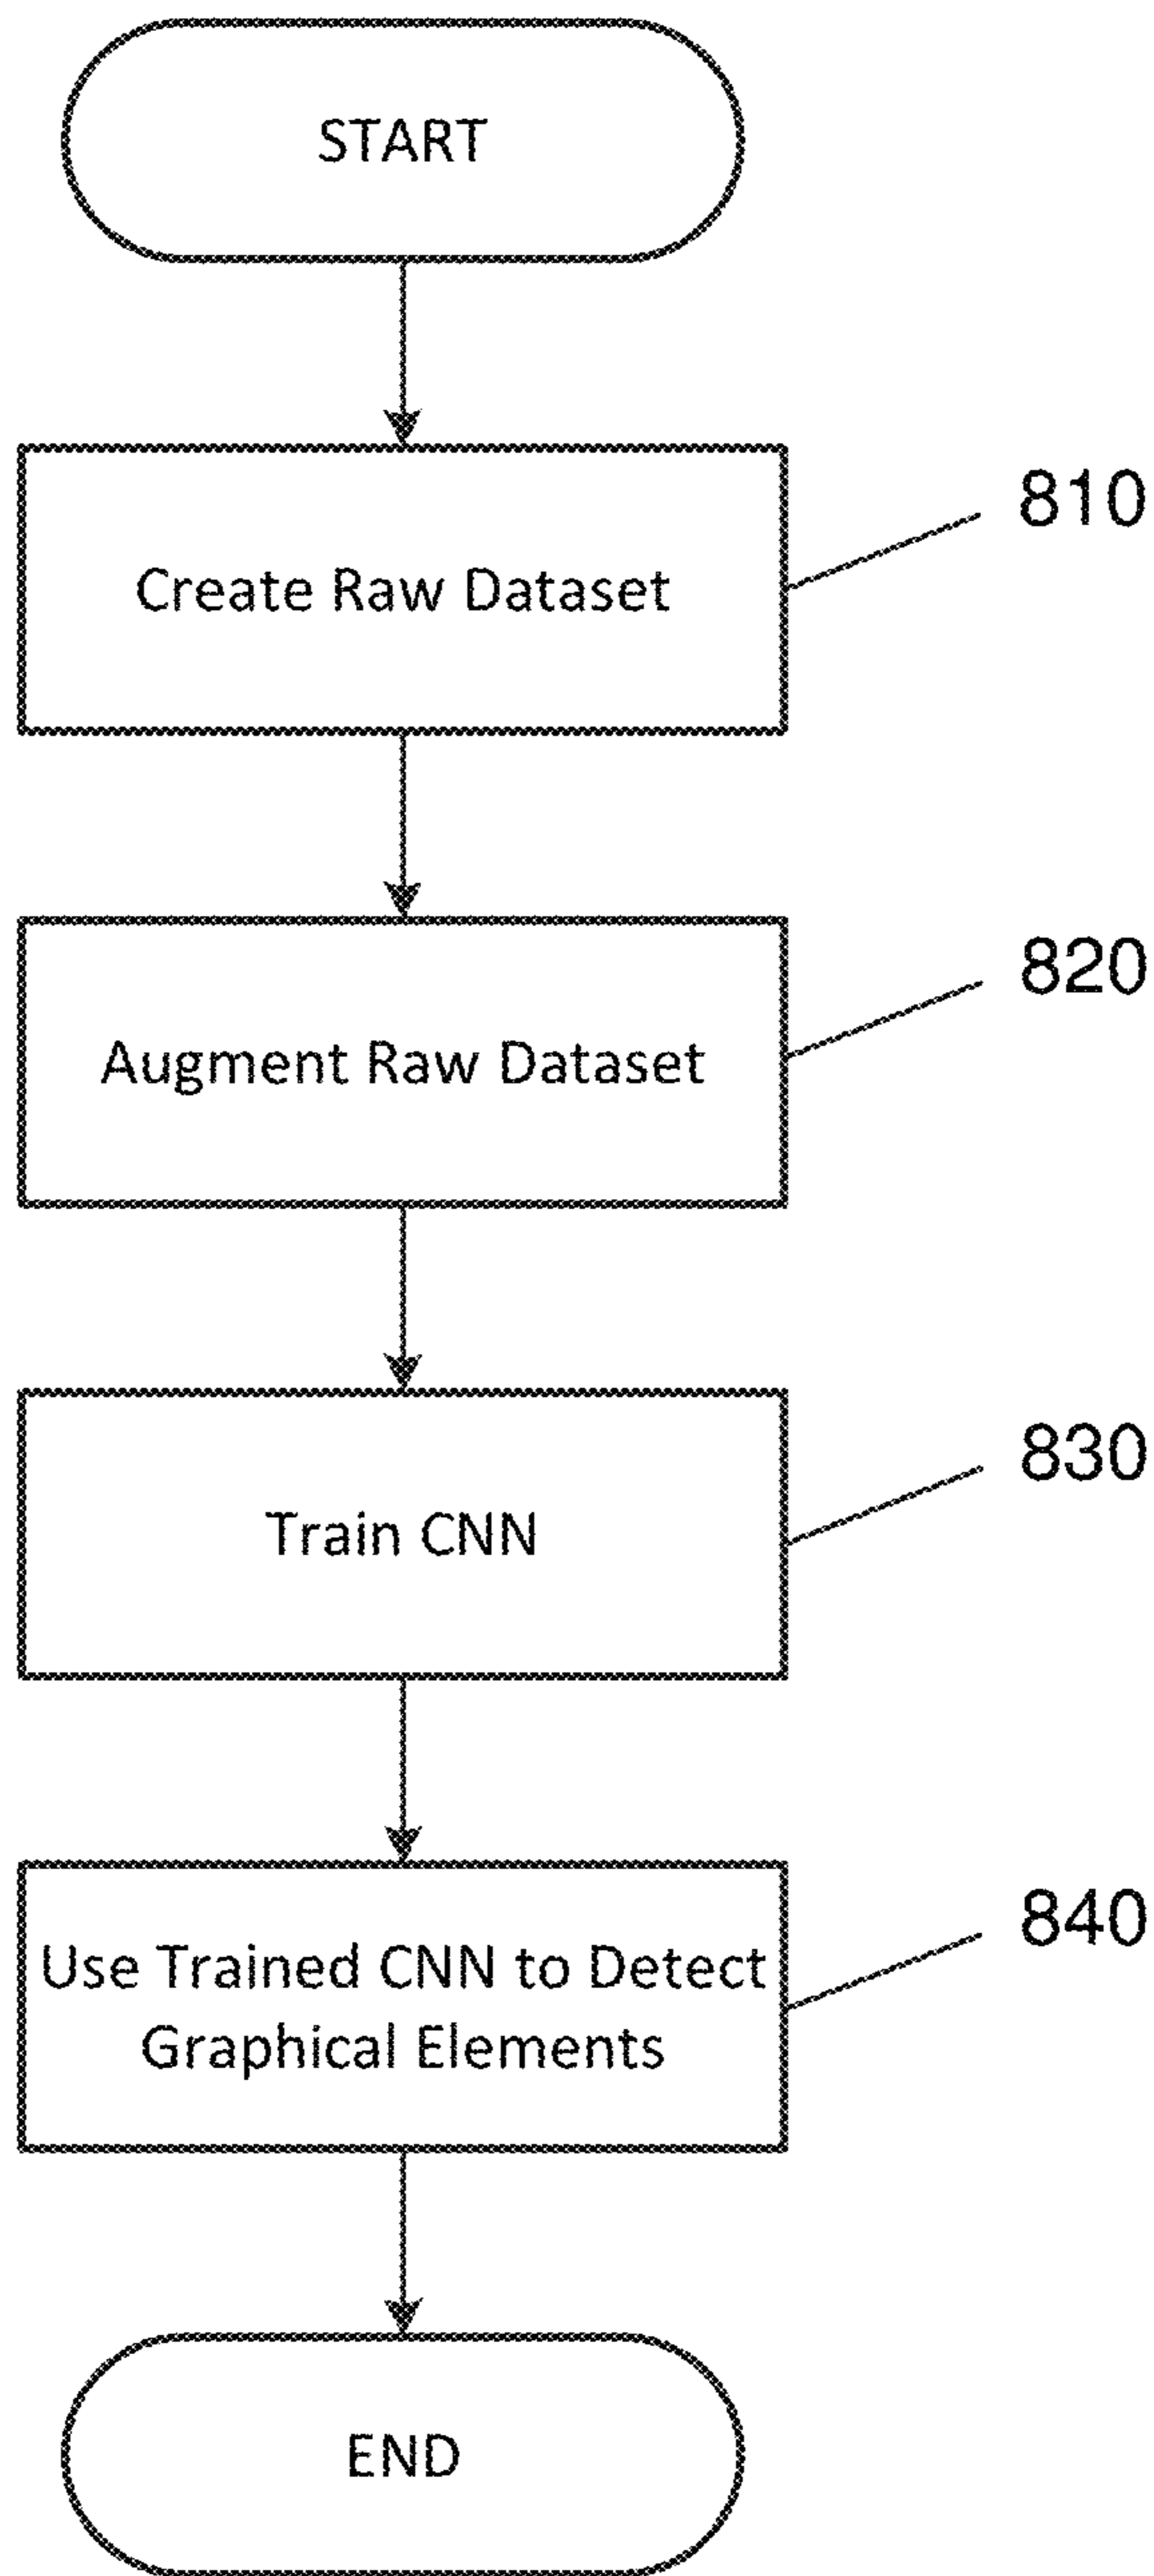 START
Create Raw Dataset
810
Augment Raw Dataset
820
Train CNN
830
Use Trained CNN to Detect
Graphical Elements
840
END